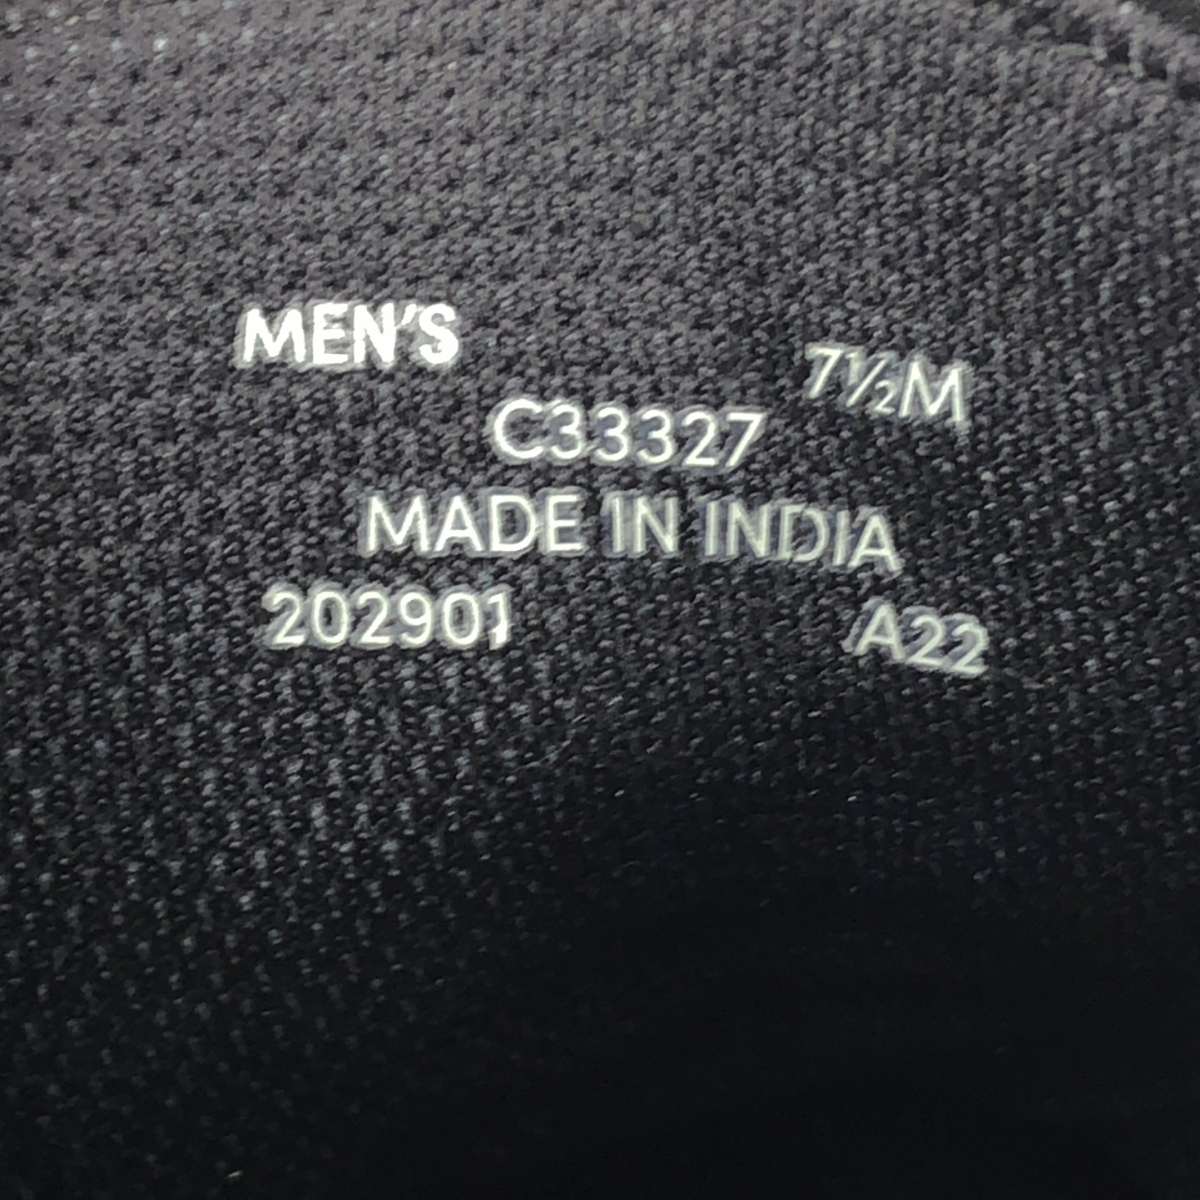 MEN'S
7½M
C33327
MADE IN INDIA
202901 A22